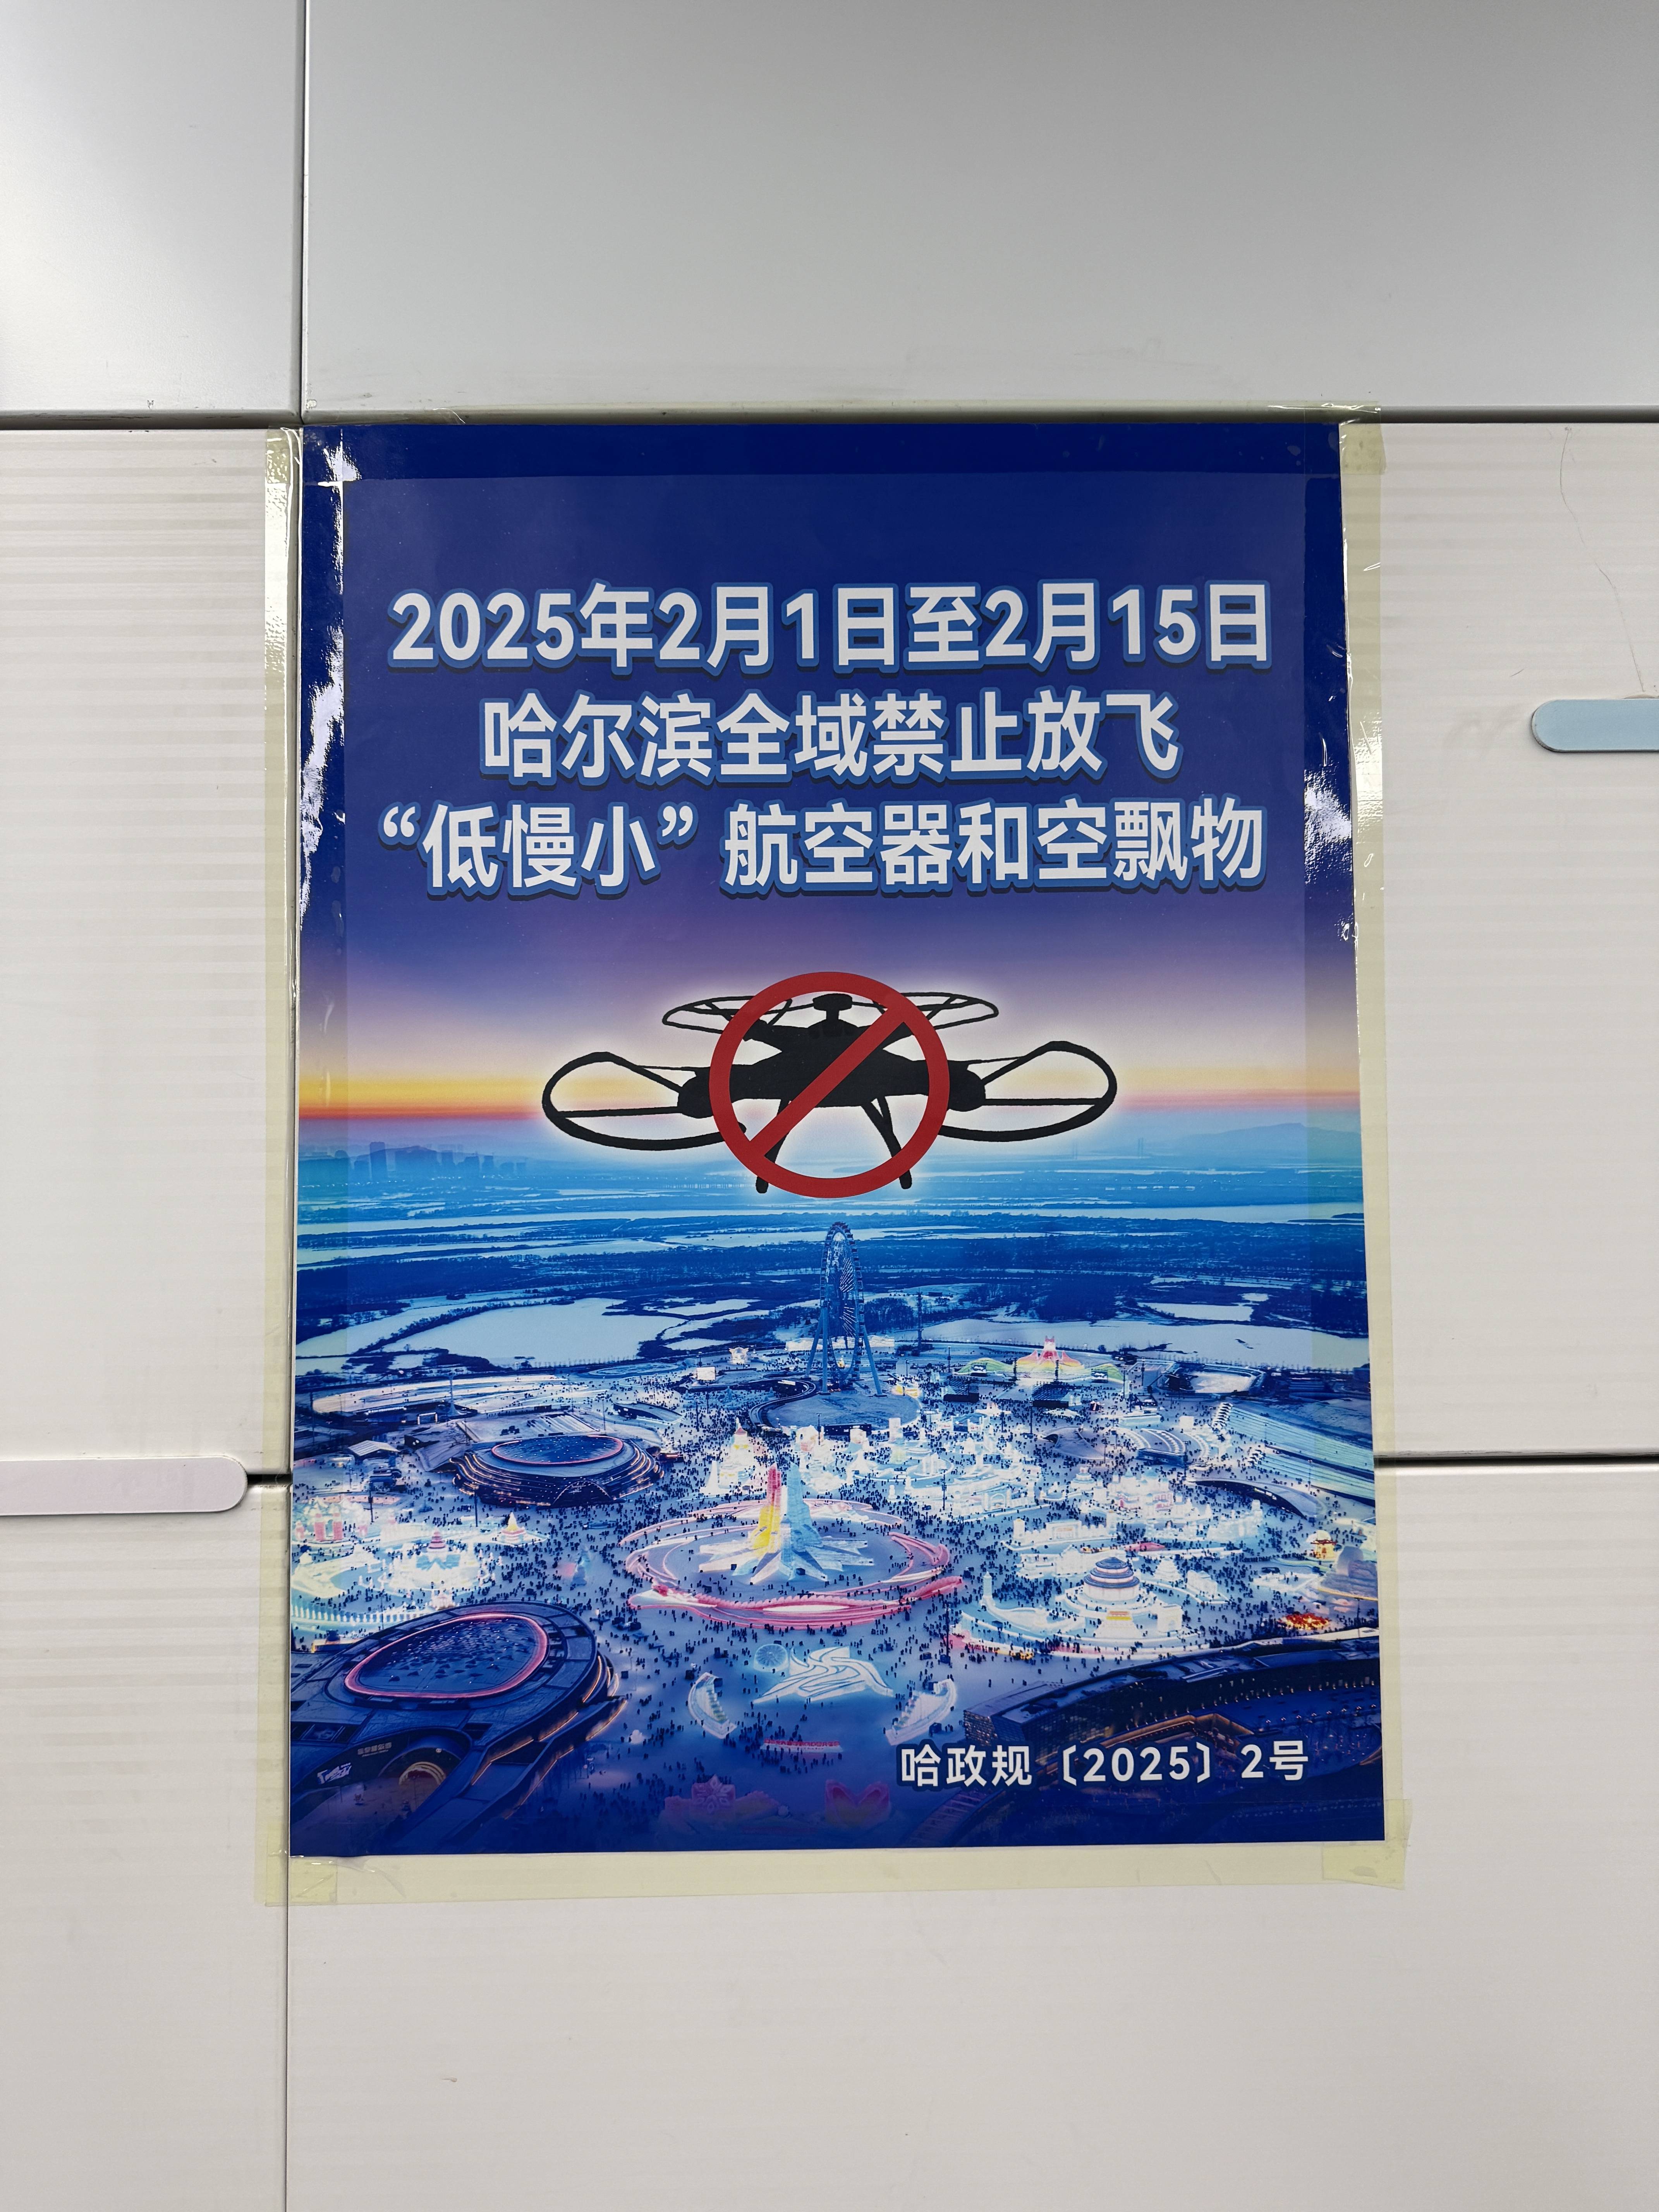 2025年2月1日至2月15日
哈尔滨全域禁止放飞
“低慢小”航空器和空飘物
哈政规〔2025〕2号